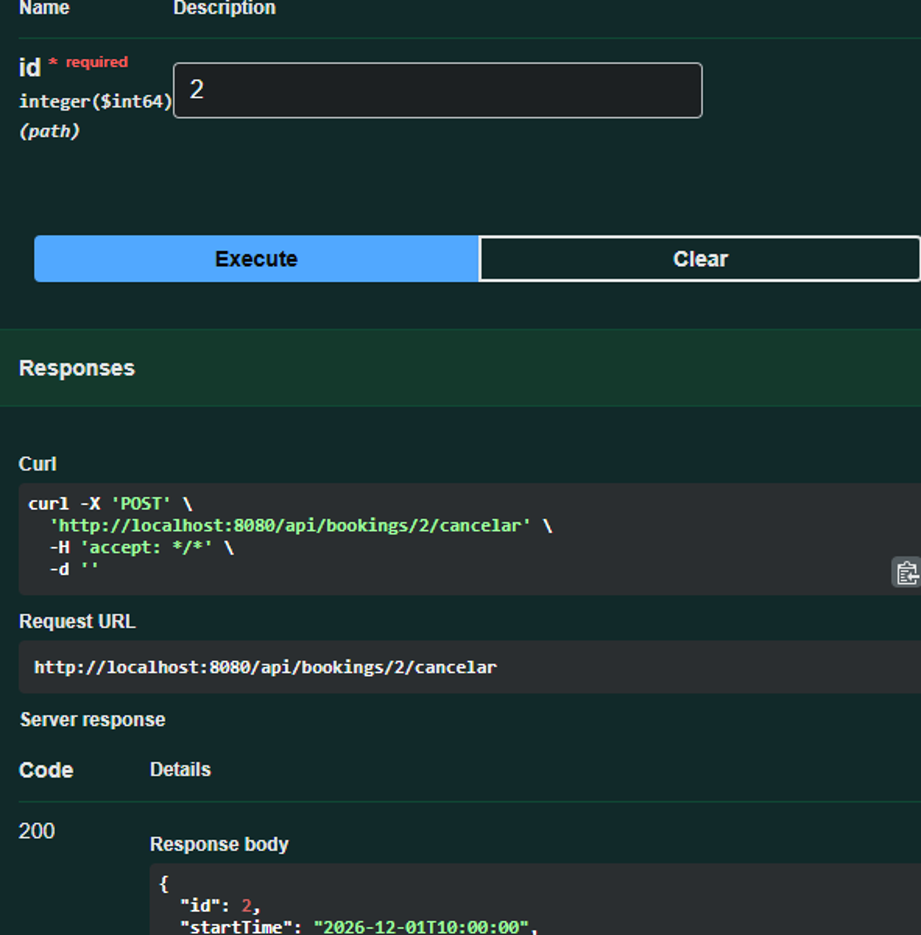 Name Description
id * required
integer($int64)
(path)
2
Execute Clear
Responses
Curl
curl -X 'POST' \
  'http://localhost:8080/api/bookings/2/cancelar' \
  -H 'accept: */*' \
  -d ''
Request URL
http://localhost:8080/api/bookings/2/cancelar
Server response
Code Details
200
Response body
{
  "id": 2,
  "startTime": "2026-12-01T10:00:00",